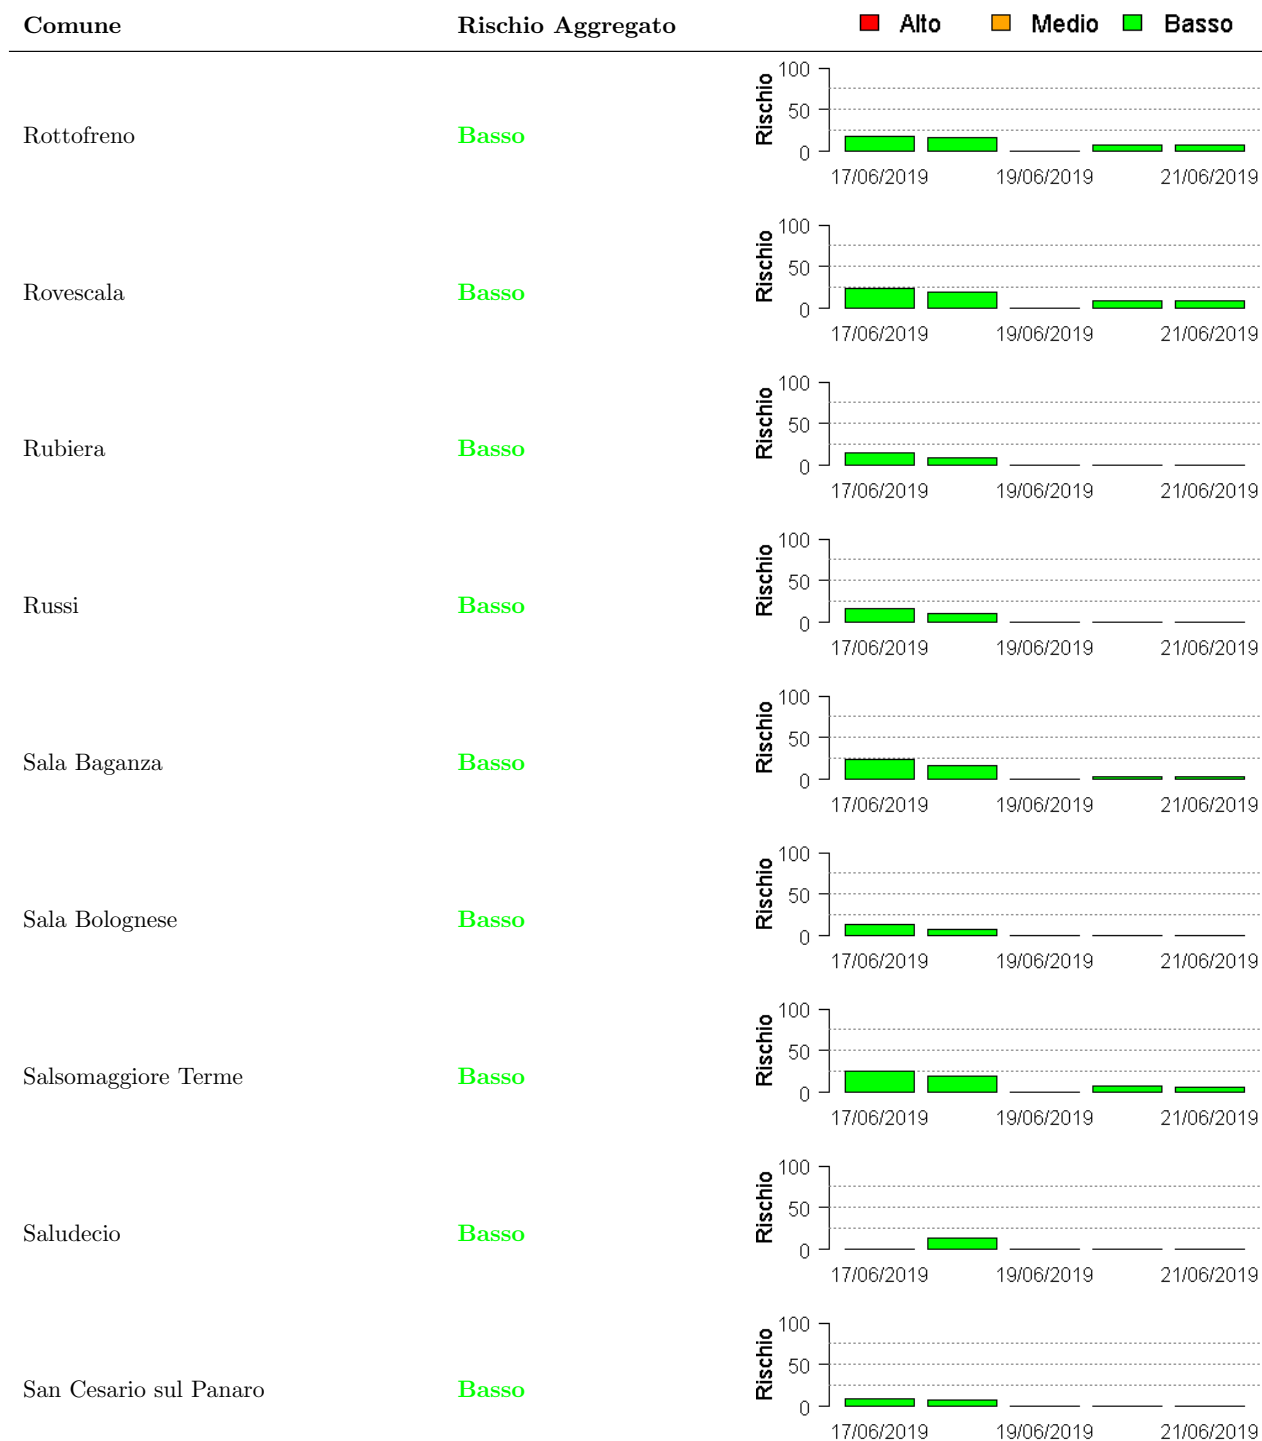 Comune Rischio Aggregato Alto Medio Basso
Rottofreno Basso
Rischio
100
50
0
17/06/2019 19/06/2019 21/06/2019
Rovescala Basso
Rischio
100
50
0
17/06/2019 19/06/2019 21/06/2019
Rubiera Basso
Rischio
100
50
0
17/06/2019 19/06/2019 21/06/2019
Russi Basso
Rischio
100
50
0
17/06/2019 19/06/2019 21/06/2019
Sala Baganza Basso
Rischio
100
50
0
17/06/2019 19/06/2019 21/06/2019
Sala Bolognese Basso
Rischio
100
50
0
17/06/2019 19/06/2019 21/06/2019
Salsomaggiore Terme Basso
Rischio
100
50
0
17/06/2019 19/06/2019 21/06/2019
Saludecio Basso
Rischio
100
50
0
17/06/2019 19/06/2019 21/06/2019
San Cesario sul Panaro Basso
Rischio
100
50
0
17/06/2019 19/06/2019 21/06/2019